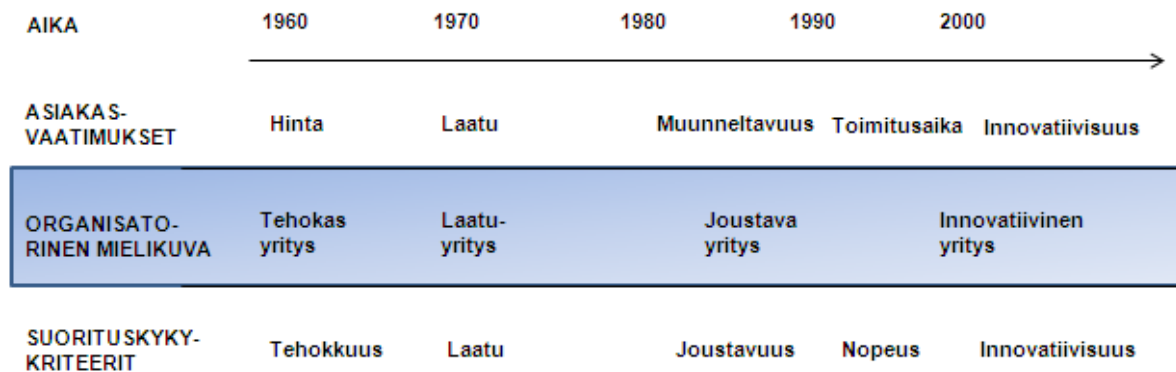 AIKA 1960 1970 1980 1990 2000
ASIAKAS-
VAATIMUKSET
Hinta Laatu Muunneltavuus Toimitusaika Innovatiivisuus
ORGANISATO-
RINEN MIELIKUVA
Tehokas
yritys
Laatu-
yritys
Joustava
yritys
Innovatiivinen
yritys
SUORITUSKYKY-
KRITEERIT
Tehokkuus Laatu Joustavuus Nopeus Innovatiivisuus